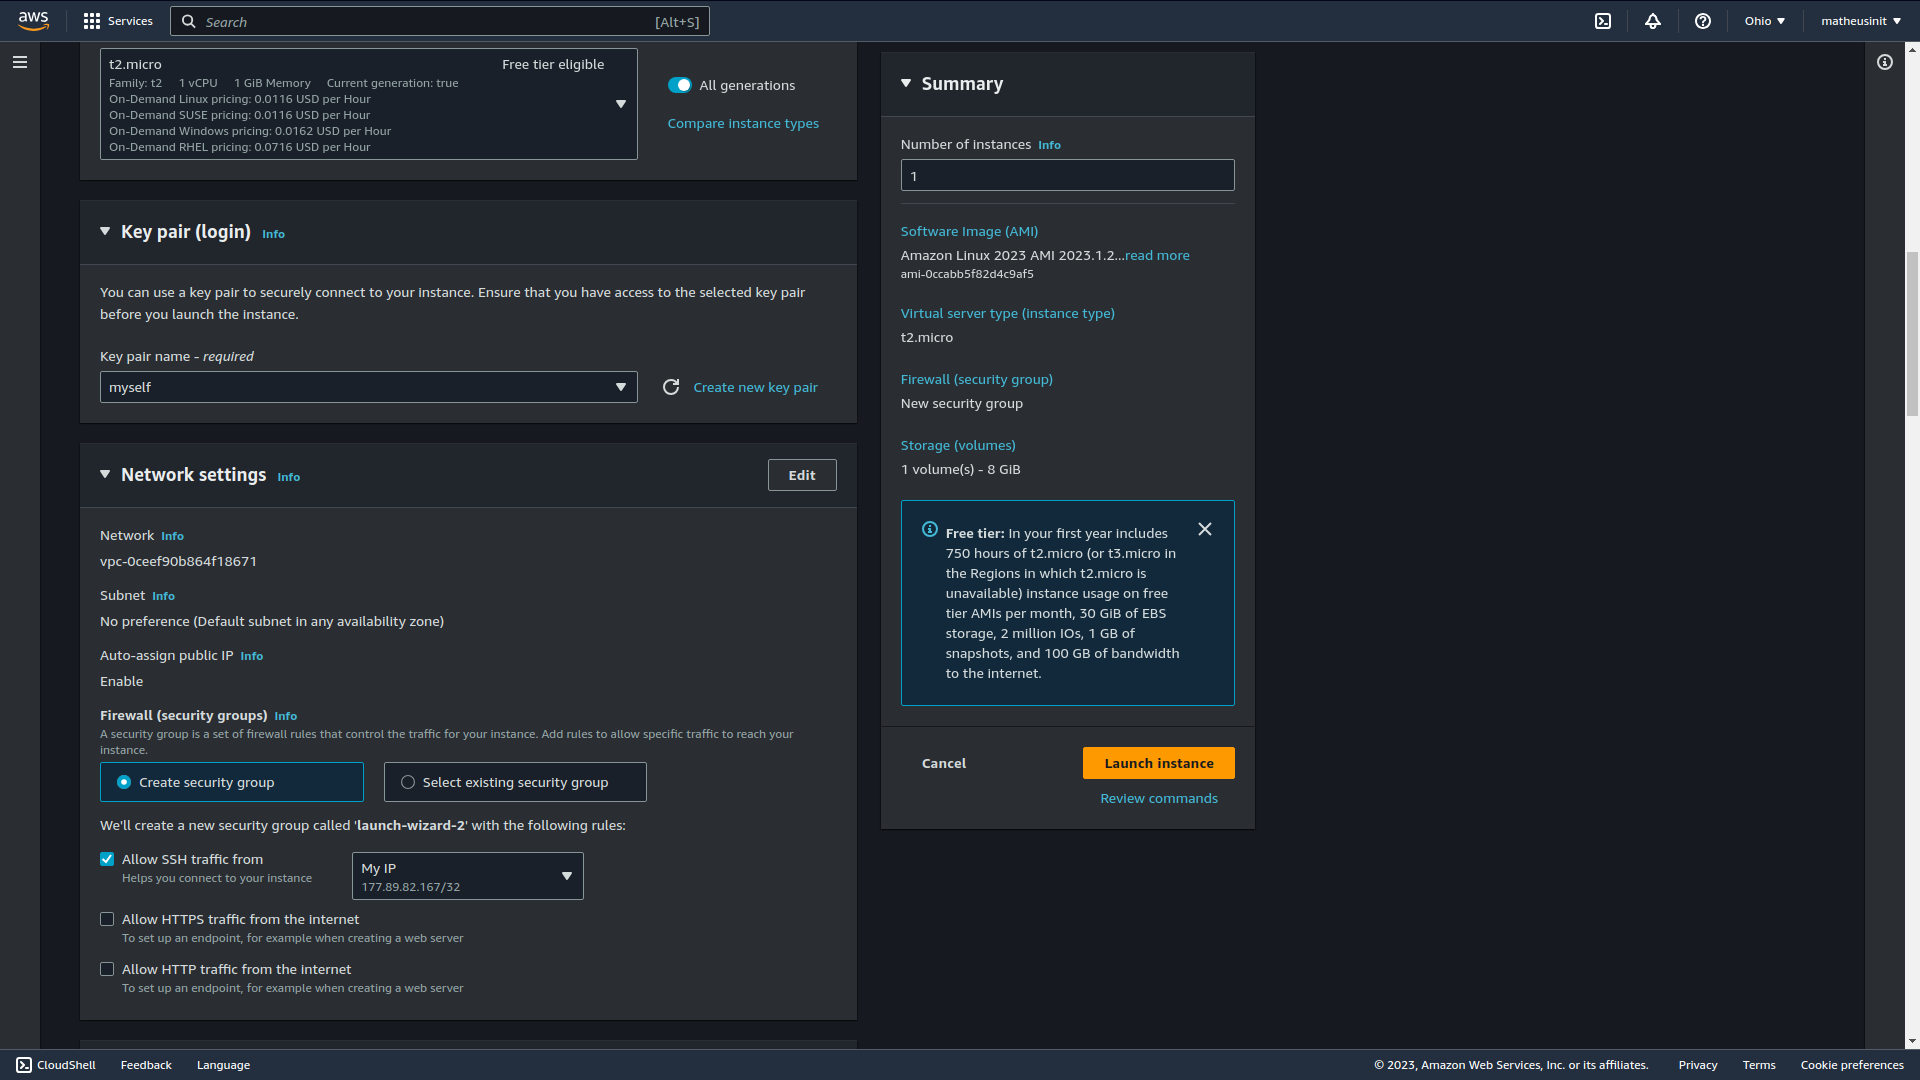 aws
Services
Search
[Alt+S]
Ohio
matheusinit
t2.micro
Free tier eligible
Family: t2 1 vCPU 1 GiB Memory Current generation: true
On-Demand Linux pricing: 0.0116 USD per Hour
On-Demand SUSE pricing: 0.0116 USD per Hour
On-Demand Windows pricing: 0.0162 USD per Hour
On-Demand RHEL pricing: 0.0716 USD per Hour
All generations
Compare instance types
Key pair (login) Info
You can use a key pair to securely connect to your instance. Ensure that you have access to the selected key pair
before you launch the instance.
Key pair name - required
myself
Create new key pair
Network settings Info
Edit
Network Info
vpc-0ceef90b864f18671
Subnet Info
No preference (Default subnet in any availability zone)
Auto-assign public IP Info
Enable
Firewall (security groups) Info
A security group is a set of firewall rules that control the traffic for your instance. Add rules to allow specific traffic to reach your
instance.
Create security group
Select existing security group
We'll create a new security group called 'launch-wizard-2' with the following rules:
Allow SSH traffic from
Helps you connect to your instance
My IP
177.89.82.167/32
Allow HTTPS traffic from the internet
To set up an endpoint, for example when creating a web server
Allow HTTP traffic from the internet
To set up an endpoint, for example when creating a web server
Summary
Number of instances Info
1
Software Image (AMI)
Amazon Linux 2023 AMI 2023.1.2...read more
ami-0ccabb5f82d4c9af5
Virtual server type (instance type)
t2.micro
Firewall (security group)
New security group
Storage (volumes)
1 volume(s) - 8 GiB
Free tier: In your first year includes
750 hours of t2.micro (or t3.micro in
the Regions in which t2.micro is
unavailable) instance usage on free
tier AMIs per month, 30 GiB of EBS
storage, 2 million IOs, 1 GB of
snapshots, and 100 GB of bandwidth
to the internet.
Cancel
Launch instance
Review commands
CloudShell
Feedback
Language
© 2023, Amazon Web Services, Inc. or its affiliates.
Privacy
Terms
Cookie preferences